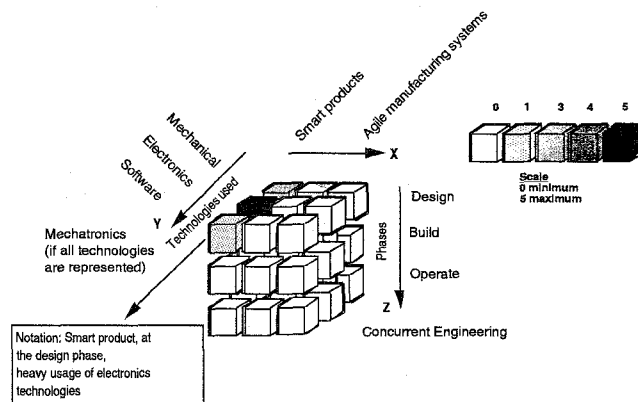 Smart products
Agile manufacturing systems
Mechanical
Electronics
Software
Technologies used
X
Y
Z
Mechatronics
(if all technologies
are represented)
Phases
Design
Build
Operate
Concurrent Engineering
0 1 3 4 5
Scale
0 minimum
5 maximum
Notation: Smart product, at
the design phase,
heavy usage of electronics
technologies